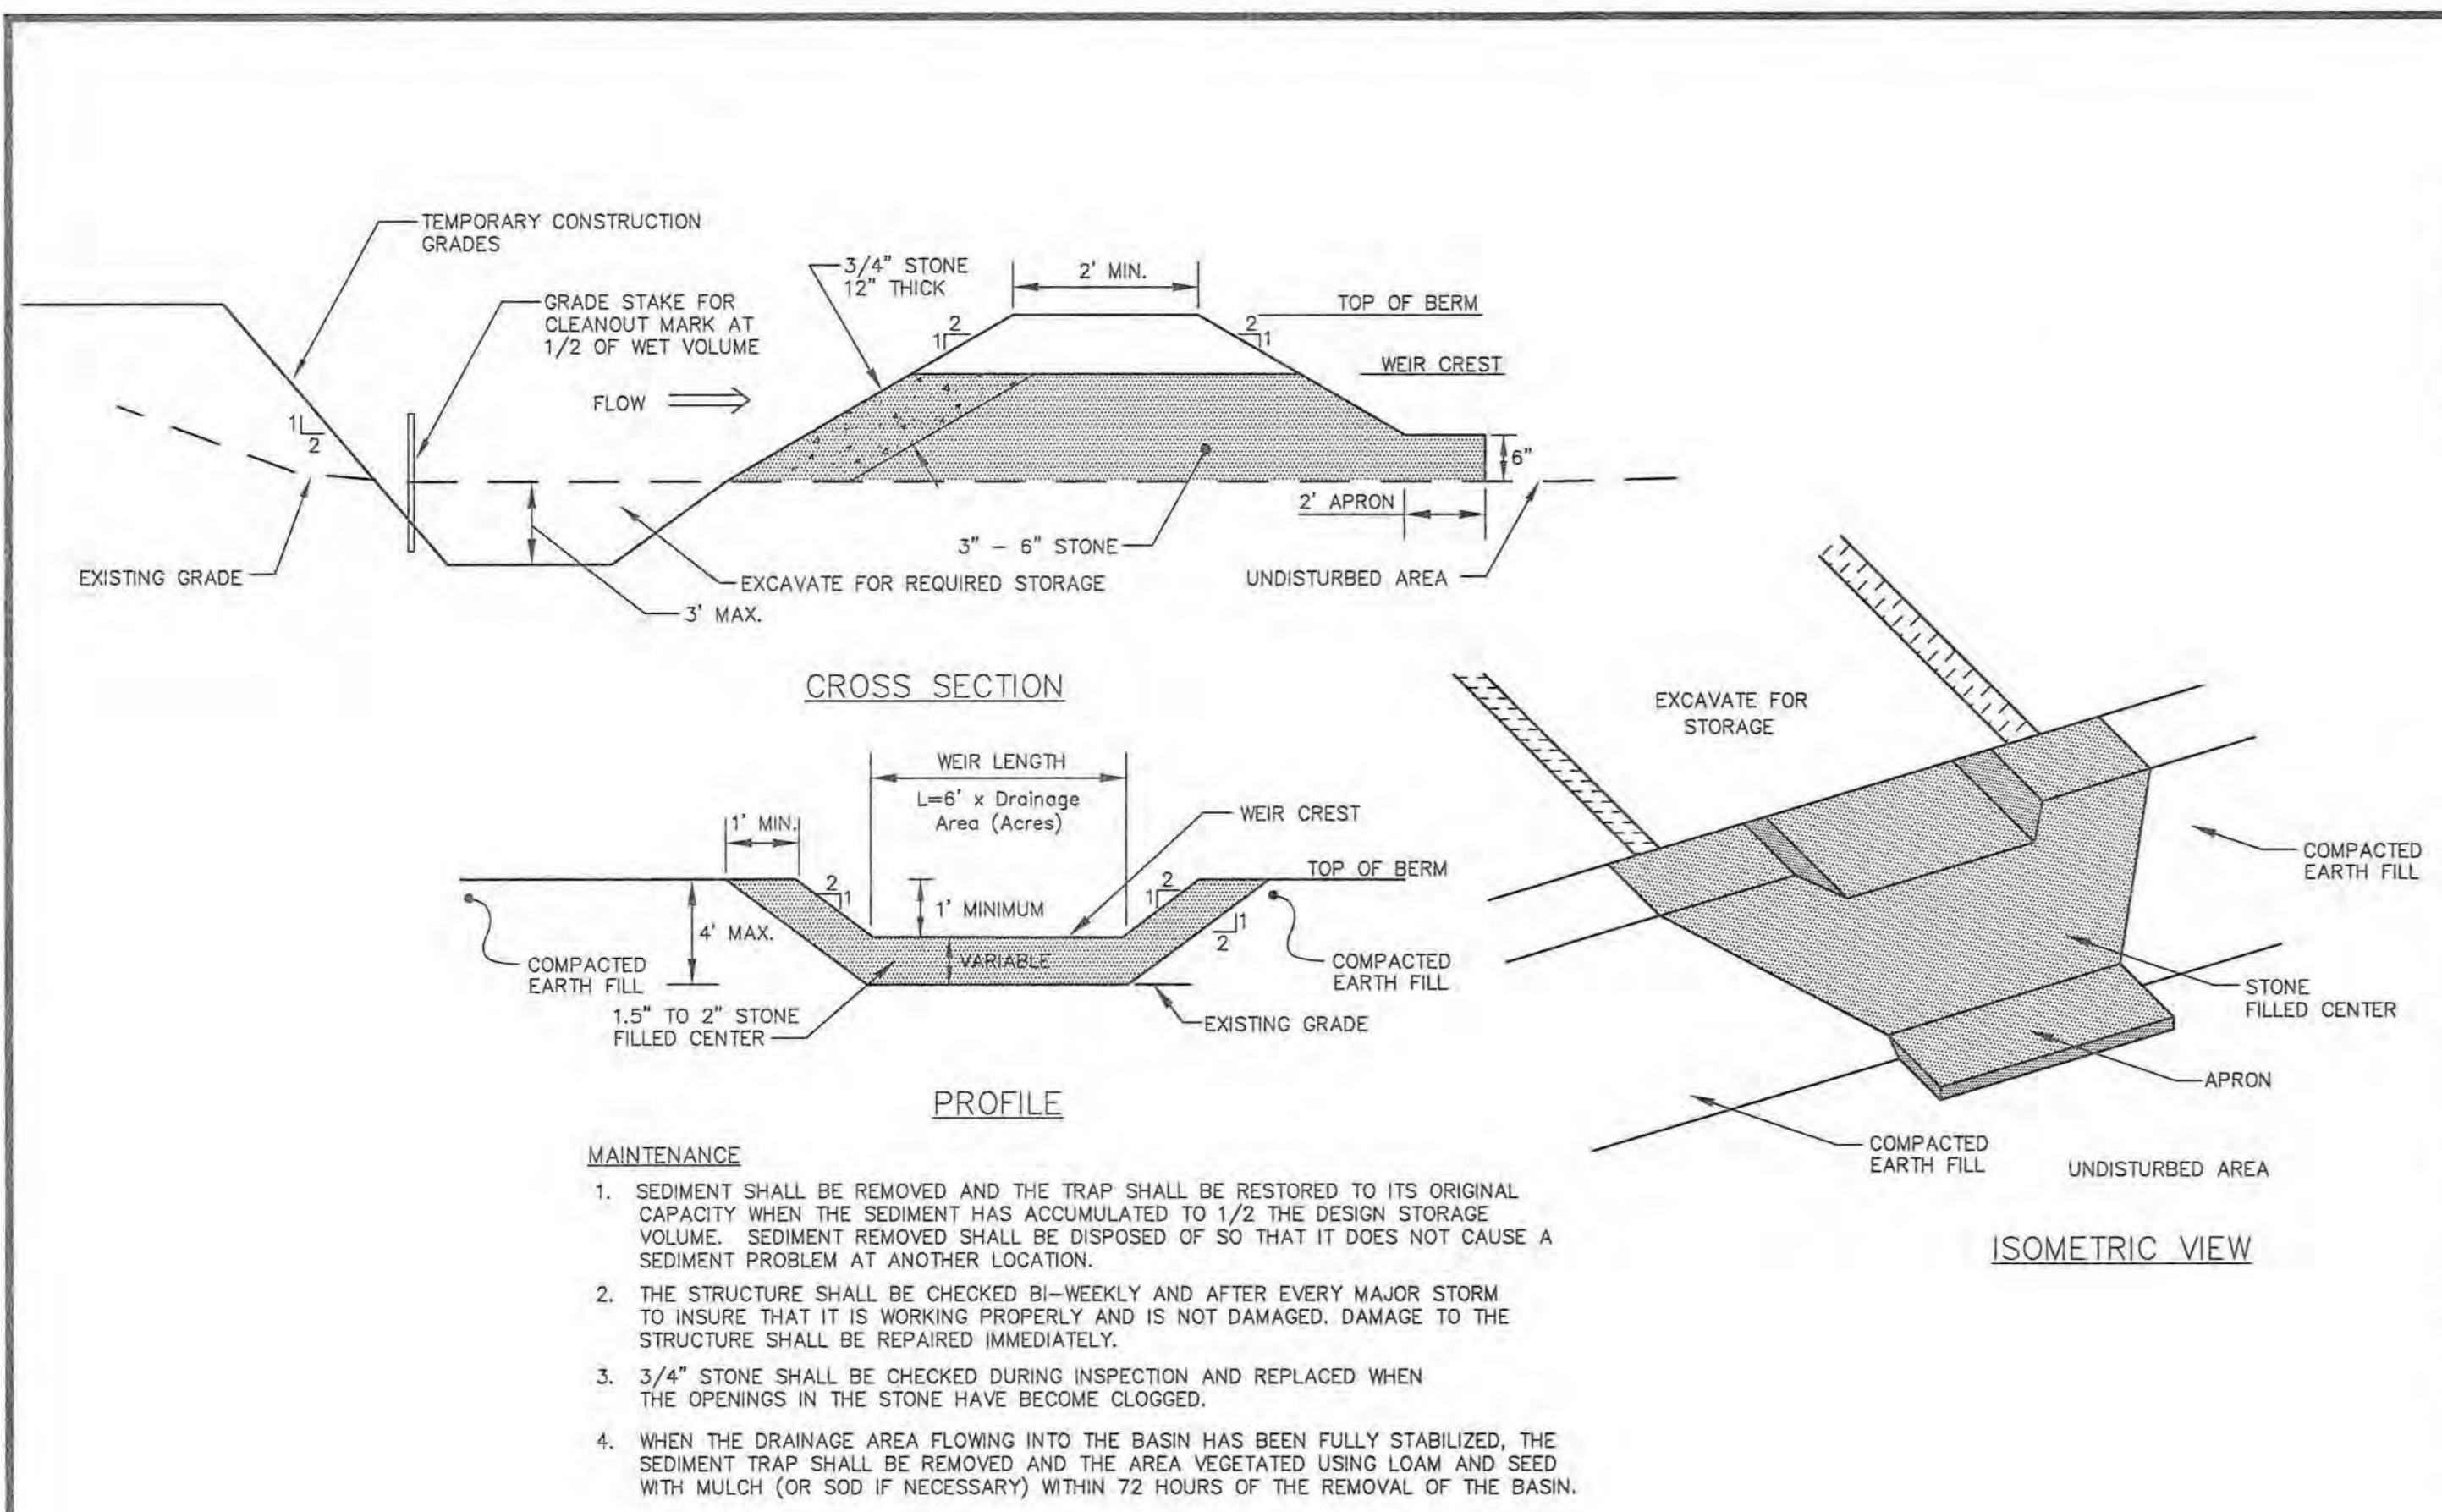 TEMPORARY CONSTRUCTION
GRADES
GRADE STAKE FOR
CLEANOUT MARK AT
1/2 OF WET VOLUME
3/4" STONE
12" THICK
2' MIN.
TOP OF BERM
2
1
2
1
WEIR CREST
FLOW
1
2
6"
2' APRON
3" - 6" STONE
EXISTING GRADE
EXCAVATE FOR REQUIRED STORAGE
UNDISTURBED AREA
3' MAX.
CROSS SECTION
WEIR LENGTH
L=6' x Drainage
Area (Acres)
1' MIN.
WEIR CREST
TOP OF BERM
2
1
2
1
1' MINIMUM
4' MAX.
1
2
VARIABLE
COMPACTED
EARTH FILL
COMPACTED
EARTH FILL
1.5" TO 2" STONE
FILLED CENTER
EXISTING GRADE
PROFILE
EXCAVATE FOR
STORAGE
COMPACTED
EARTH FILL
STONE
FILLED CENTER
APRON
COMPACTED
EARTH FILL
UNDISTURBED AREA
ISOMETRIC VIEW
MAINTENANCE
1. SEDIMENT SHALL BE REMOVED AND THE TRAP SHALL BE RESTORED TO ITS ORIGINAL
CAPACITY WHEN THE SEDIMENT HAS ACCUMULATED TO 1/2 THE DESIGN STORAGE
VOLUME. SEDIMENT REMOVED SHALL BE DISPOSED OF SO THAT IT DOES NOT CAUSE A
SEDIMENT PROBLEM AT ANOTHER LOCATION.
2. THE STRUCTURE SHALL BE CHECKED BI-WEEKLY AND AFTER EVERY MAJOR STORM
TO INSURE THAT IT IS WORKING PROPERLY AND IS NOT DAMAGED. DAMAGE TO THE
STRUCTURE SHALL BE REPAIRED IMMEDIATELY.
3. 3/4" STONE SHALL BE CHECKED DURING INSPECTION AND REPLACED WHEN
THE OPENINGS IN THE STONE HAVE BECOME CLOGGED.
4. WHEN THE DRAINAGE AREA FLOWING INTO THE BASIN HAS BEEN FULLY STABILIZED, THE
SEDIMENT TRAP SHALL BE REMOVED AND THE AREA VEGETATED USING LOAM AND SEED
WITH MULCH (OR SOD IF NECESSARY) WITHIN 72 HOURS OF THE REMOVAL OF THE BASIN.